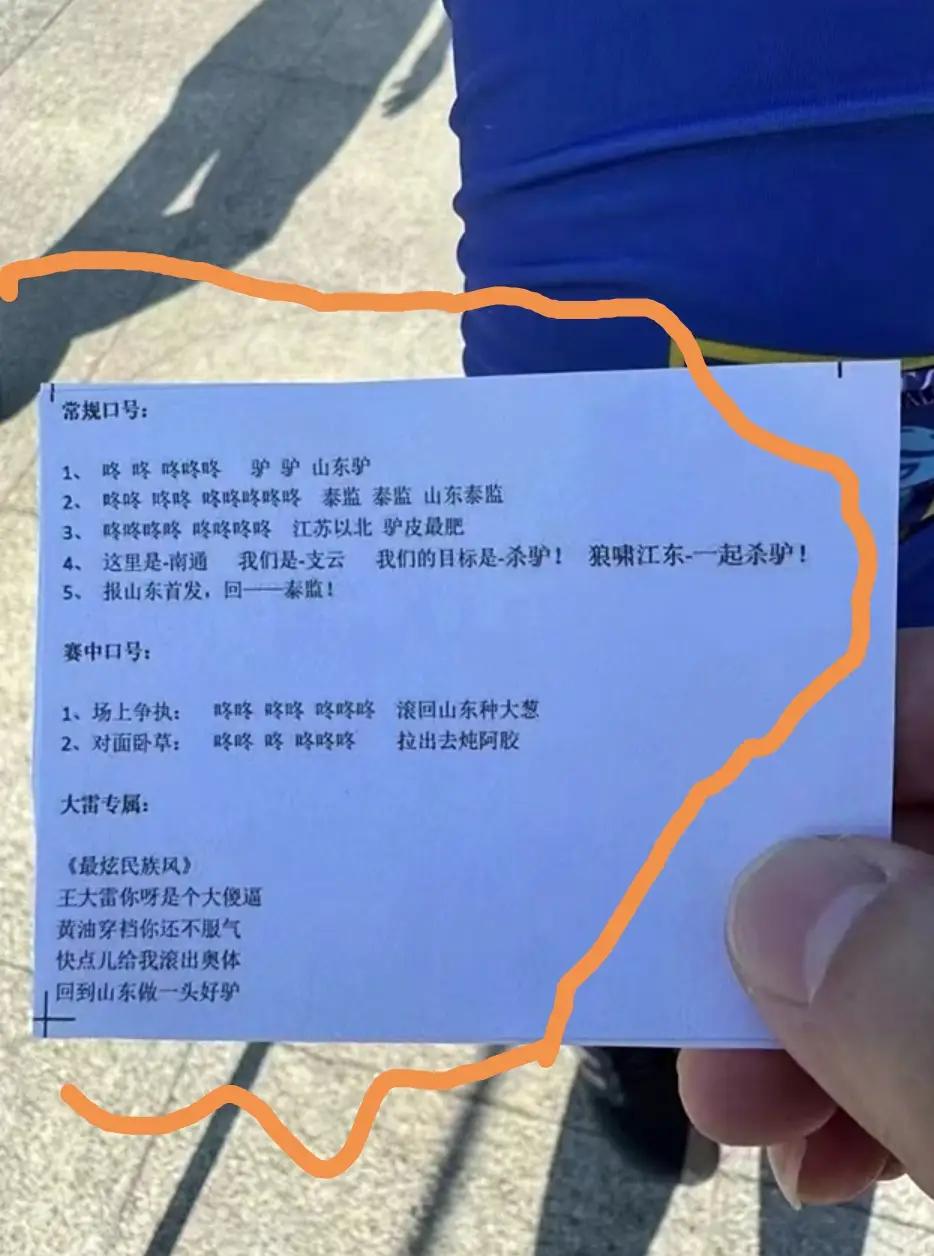 常规口号：
1、 咚 咚 咚咚咚 驴 驴 山东驴
2、 咚咚 咚咚 咚咚咚咚咚 泰监 泰监 山东泰监
3、 咚咚咚咚 咚咚咚咚 江苏以北 驴皮最肥
4、 这里是-南通 我们是-支云 我们的目标是-杀驴！ 狼啸江东-一起杀驴！
5、 报山东首发，回——泰监！
赛中口号：
1、场上争执： 咚咚 咚咚 咚咚咚 滚回山东种大葱
2、对面卧草： 咚咚 咚 咚咚咚 拉出去炖阿胶
大雷专属：
《最炫民族风》
王大雷你呀是个大傻逼
黄油穿裆你还不服气
快点儿给我滚出奥体
回到山东做一头好驴